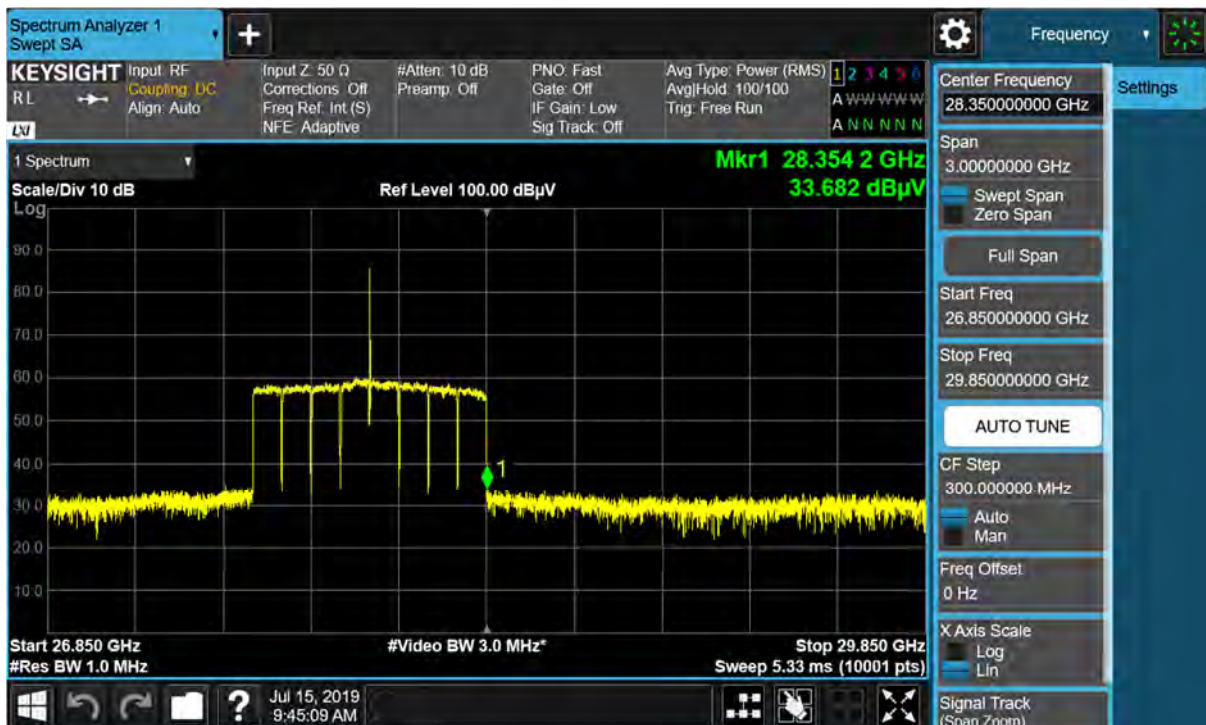 Spectrum Analyzer 1
Swept SA
+
Frequency
KEYSIGHT
R L
LXI
Input: RF
Coupling: DC
Align: Auto
Input Z: 50 Ω
Corrections: Off
Freq Ref: Int (S)
NFE: Adaptive
#Atten: 10 dB
Preamp: Off
PNO: Fast
Gate: Off
IF Gain: Low
Sig Track: Off
Avg Type: Power (RMS)
Avg|Hold: 100/100
Trig: Free Run
1 2 3 4 5 6
A W W W W W
A N N N N N
1 Spectrum
Scale/Div 10 dB
Ref Level 100.00 dBµV
Mkr1 28.354 2 GHz
33.682 dBµV
Log
90.0
80.0
70.0
60.0
50.0
40.0
30.0
20.0
10.0
1
Start 26.850 GHz
#Video BW 3.0 MHz*
Stop 29.850 GHz
#Res BW 1.0 MHz
Sweep 5.33 ms (10001 pts)
?
Jul 15, 2019
9:45:09 AM
Center Frequency
28.350000000 GHz
Settings
Span
3.00000000 GHz
Swept Span
Zero Span
Full Span
Start Freq
26.850000000 GHz
Stop Freq
29.850000000 GHz
AUTO TUNE
CF Step
300.000000 MHz
Auto
Man
Freq Offset
0 Hz
X Axis Scale
Log
Lin
Signal Track
(Span Zoom)